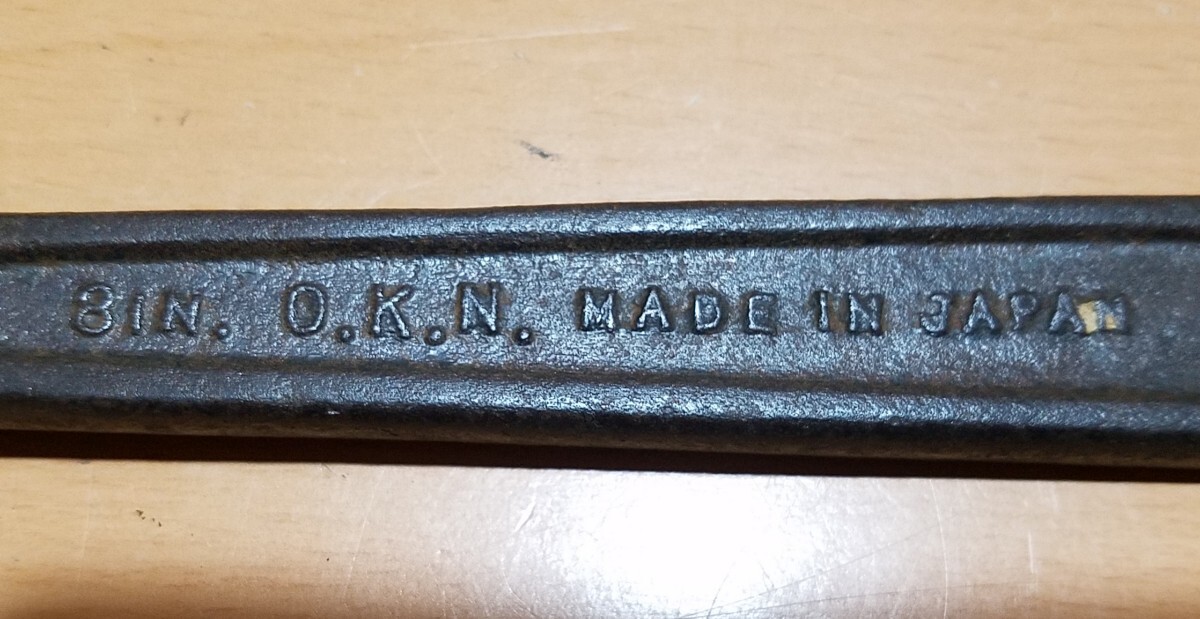 8IN. O.K.N. MADE IN JAPAN